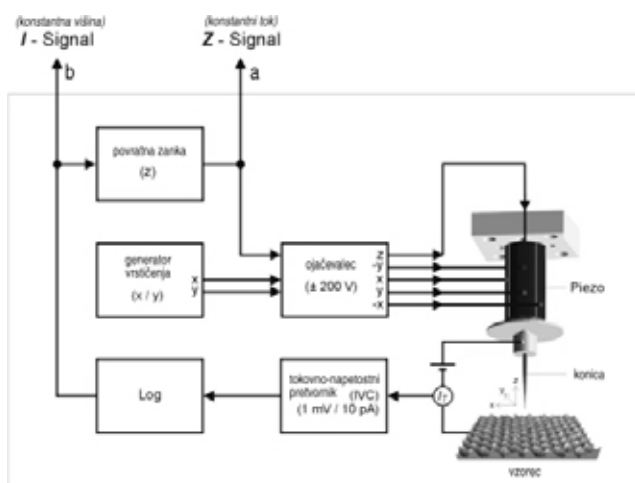 (konstantna višina)
I - Signal
b
(konstantni tok)
Z - Signal
a
povratna zanka
(z)
generator
vrstičenja
(x / y)
x
y
ojačevalec
(± 200 V)
z
-y
x
y
-x
Piezo
Log
tokovno-napetostni
pretvornik (IVC)
(1 mV / 10 pA)
I_T
z
x
konica
vzorec